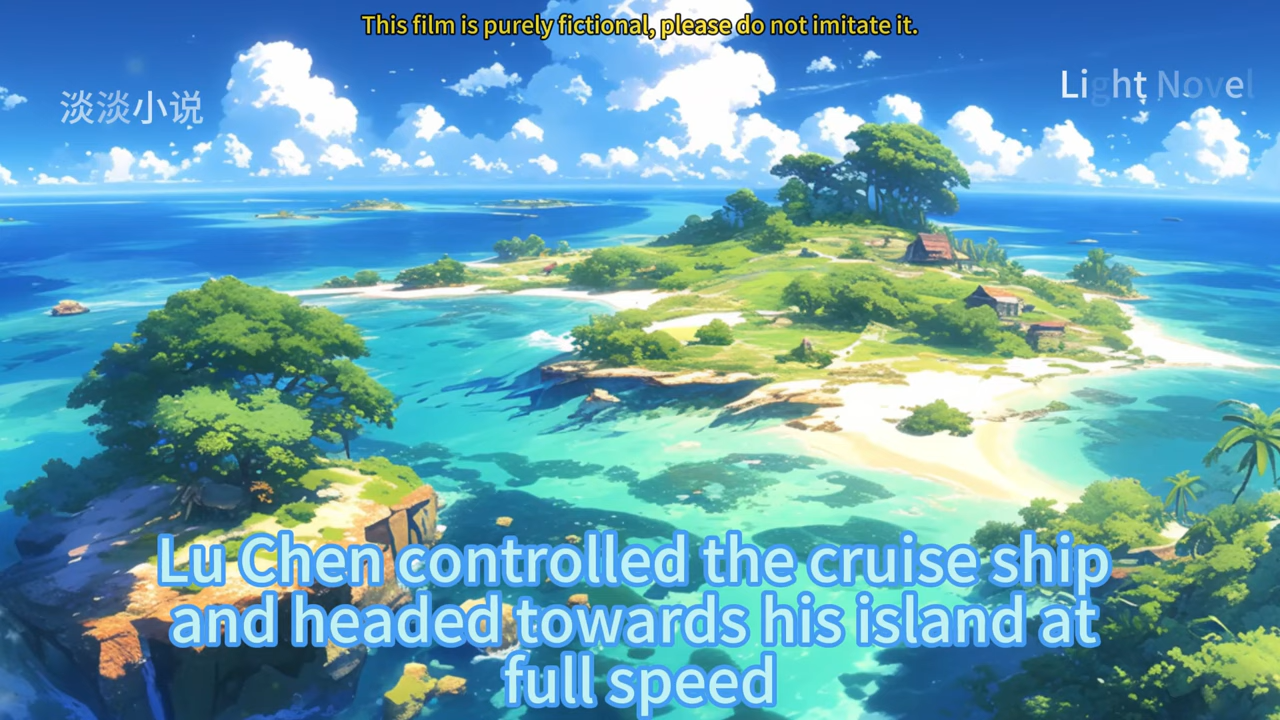 This film is purely fictional, please do not imitate it.
淡淡小说
Light Novel
Lu Chen controlled the cruise ship
and headed towards his island at
full speed